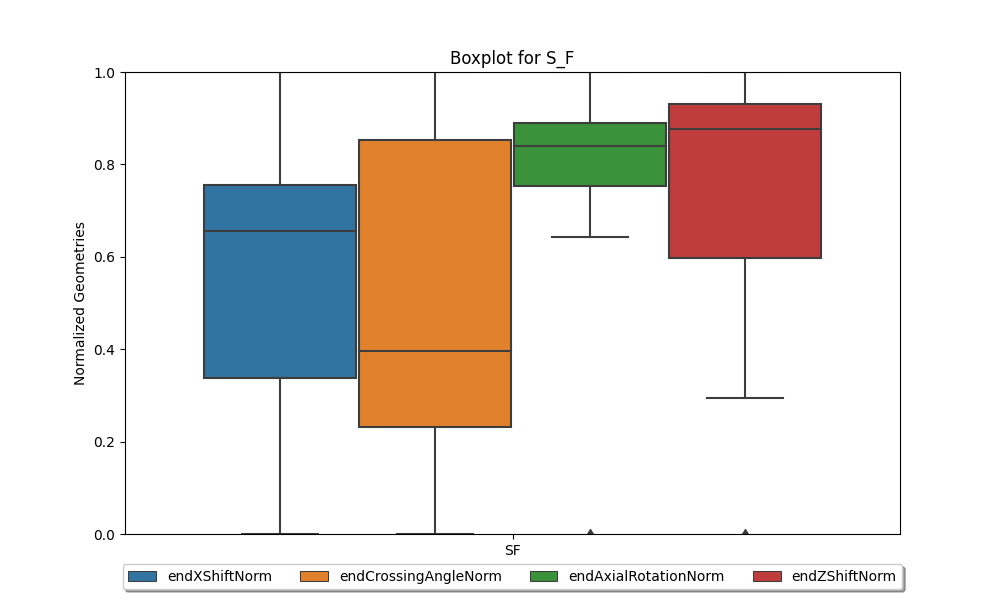 Boxplot for S_F
1.0
0.8
0.6
0.4
0.2
0.0
Normalized Geometries
SF
endXShiftNorm endCrossingAngleNorm endAxialRotationNorm endZShiftNorm